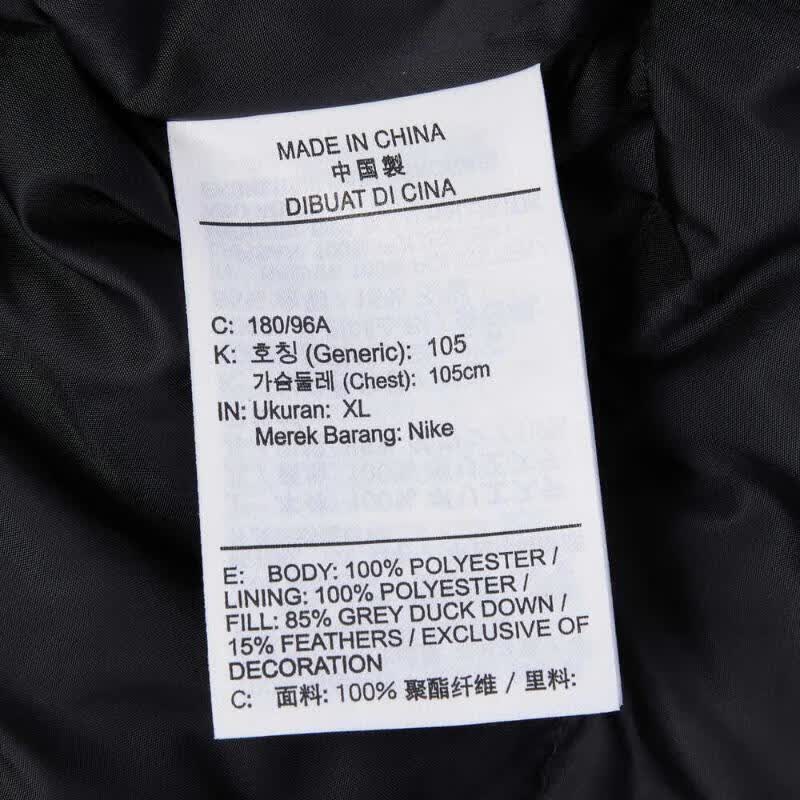 MADE IN CHINA
中国製
DIBUAT DI CINA
C: 180/96A
K: 호칭 (Generic): 105
가슴둘레 (Chest): 105cm
IN: Ukuran: XL
Merek Barang: Nike
E: BODY: 100% POLYESTER /
LINING: 100% POLYESTER /
FILL: 85% GREY DUCK DOWN /
15% FEATHERS / EXCLUSIVE OF
DECORATION
C: 面料: 100% 聚酯纤维 / 里料: